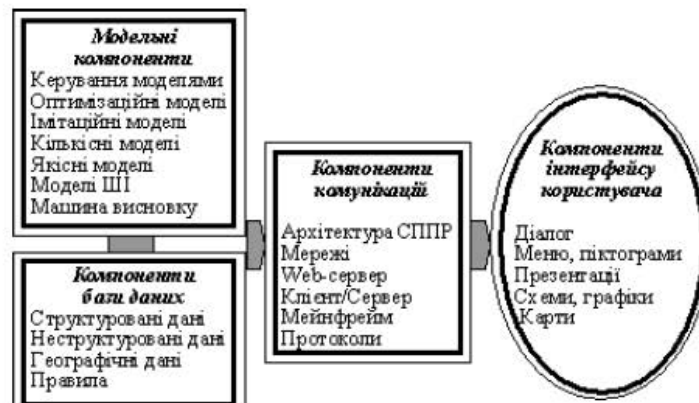 Модельні
компоненти
Керування моделями
Оптимізаційні моделі
Імітаційні моделі
Кількісні моделі
Якісні моделі
Моделі ШІ
Машина висновку
Компоненти
бази даних
Структуровані дані
Неструктуровані дані
Географічні дані
Правила
Компоненти
комунікацій
Архітектура СППР
Мережі
Web-сервер
Клієнт/Сервер
Мейнфрейм
Протоколи
Компоненти
інтерфейсу
користувача
Діалог
Меню, піктограми
Презентації
Схеми, графіки
Карти